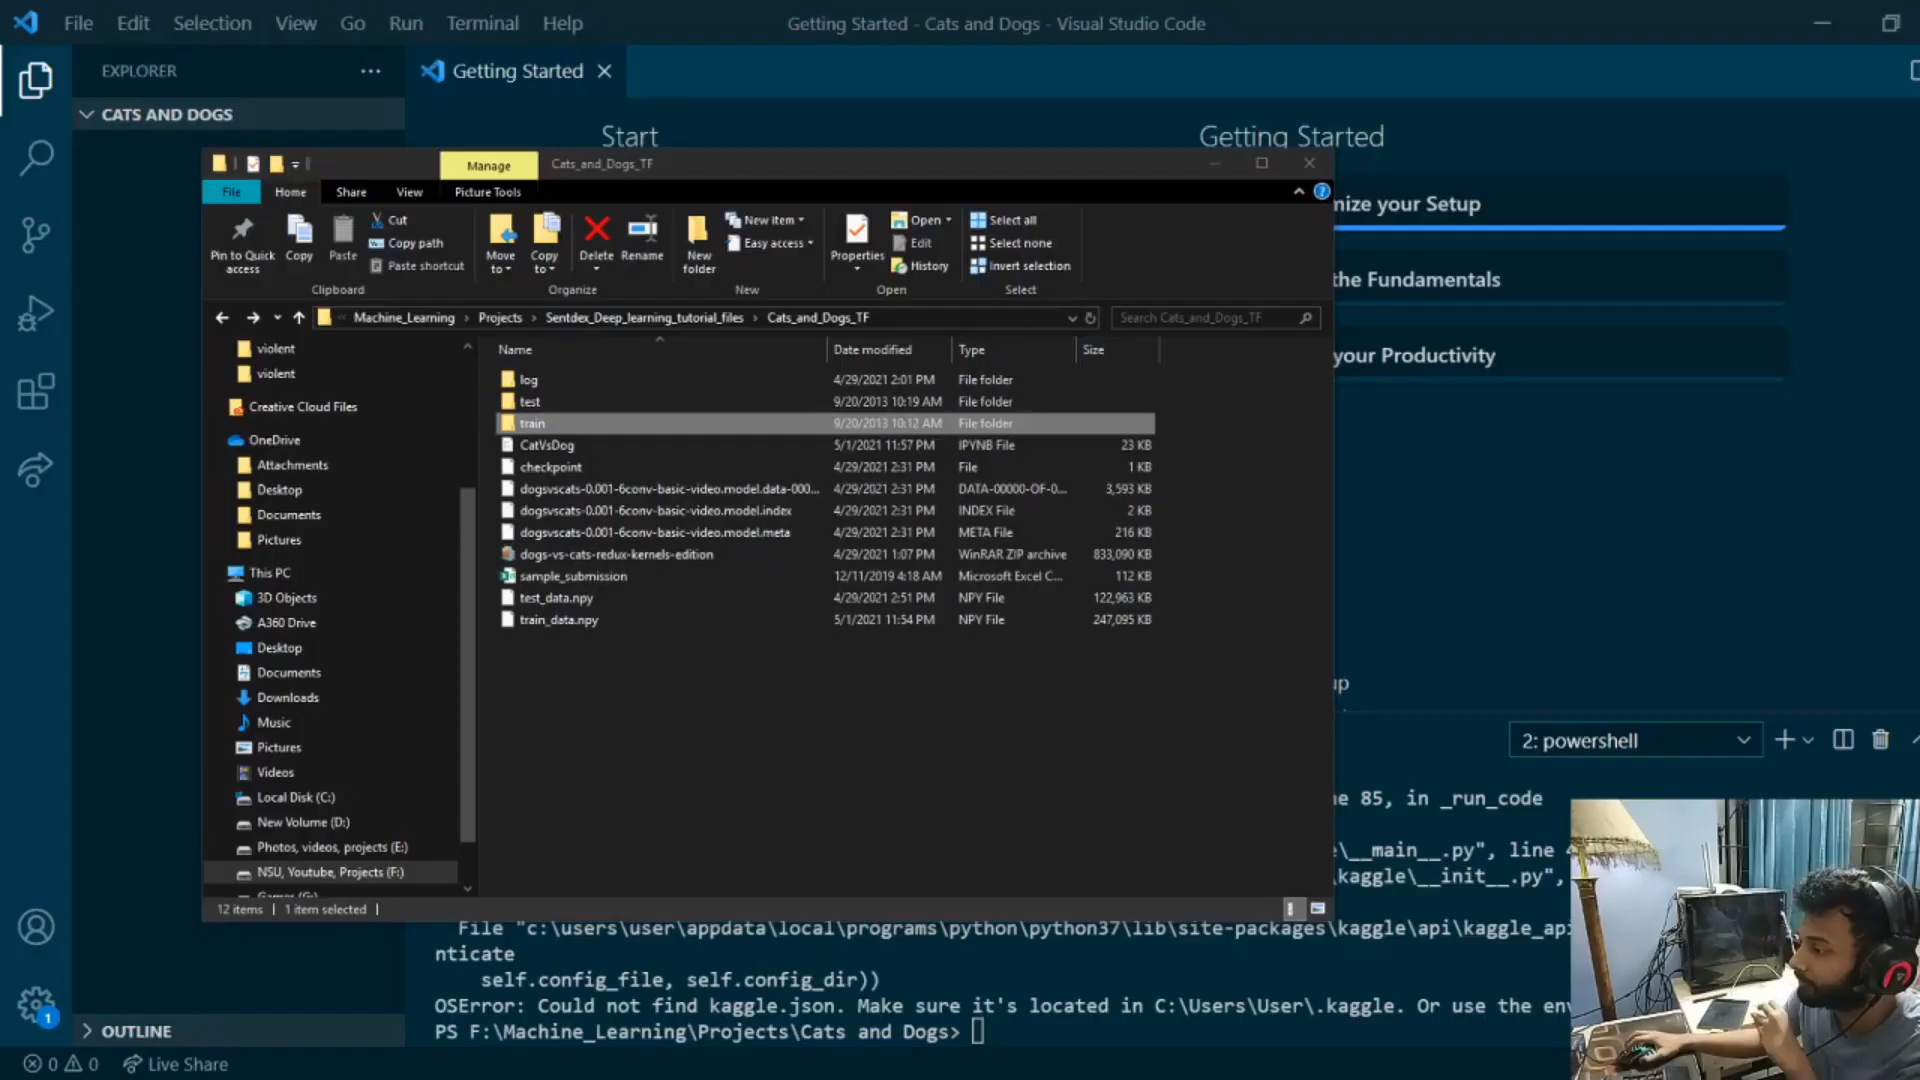 File Edit Selection View Go Run Terminal Help
Getting Started - Cats and Dogs - Visual Studio Code
EXPLORER
Getting Started
CATS AND DOGS
Start
Getting Started
mize your Setup
the Fundamentals
your Productivity
Manage
Cats_and_Dogs_TF
File Home Share View Picture Tools
Pin to Quick access
Copy
Paste
Cut
Copy path
Paste shortcut
Clipboard
Move to
Copy to
Delete
Rename
Organize
New folder
New item
Easy access
New
Properties
Open
Edit
History
Open
Select all
Select none
Invert selection
Select
Machine_Learning > Projects > Sentdex_Deep_learning_tutorial_files > Cats_and_Dogs_TF
Search Cats_and_Dogs_TF
violent
violent
Creative Cloud Files
OneDrive
Attachments
Desktop
Documents
Pictures
This PC
3D Objects
A360 Drive
Desktop
Documents
Downloads
Music
Pictures
Videos
Local Disk (C:)
New Volume (D:)
Photos, videos, projects (E:)
NSU, Youtube, Projects (F:)
Name Date modified Type Size
log 4/29/2021 2:01 PM File folder
test 9/20/2013 10:19 AM File folder
train 9/20/2013 10:12 AM File folder
CatVsDog 5/1/2021 11:57 PM IPYNB File 23 KB
checkpoint 4/29/2021 2:31 PM File 1 KB
dogsvscats-0.001-6conv-basic-video.model.data-000... 4/29/2021 2:31 PM DATA-00000-OF-0... 3,593 KB
dogsvscats-0.001-6conv-basic-video.model.index 4/29/2021 2:31 PM INDEX File 2 KB
dogsvscats-0.001-6conv-basic-video.model.meta 4/29/2021 2:31 PM META File 216 KB
dogs-vs-cats-redux-kernels-edition 4/29/2021 1:07 PM WinRAR ZIP archive 833,090 KB
sample_submission 12/11/2019 4:18 AM Microsoft Excel C... 112 KB
test_data.npy 4/29/2021 2:51 PM NPY File 122,963 KB
train_data.npy 5/1/2021 11:54 PM NPY File 247,095 KB
12 items 1 item selected
2: powershell
ne 85, in _run_code
e\__main__.py", line
kaggle\__init__.py",
File "c:\users\user\appdata\local\programs\python\python37\lib\site-packages\kaggle\api\kaggle_api
nticate
self.config_file, self.config_dir))
OSError: Could not find kaggle.json. Make sure it's located in C:\Users\User\.kaggle. Or use the en
PS F:\Machine_Learning\Projects\Cats and Dogs>
OUTLINE
1
0 0 Live Share